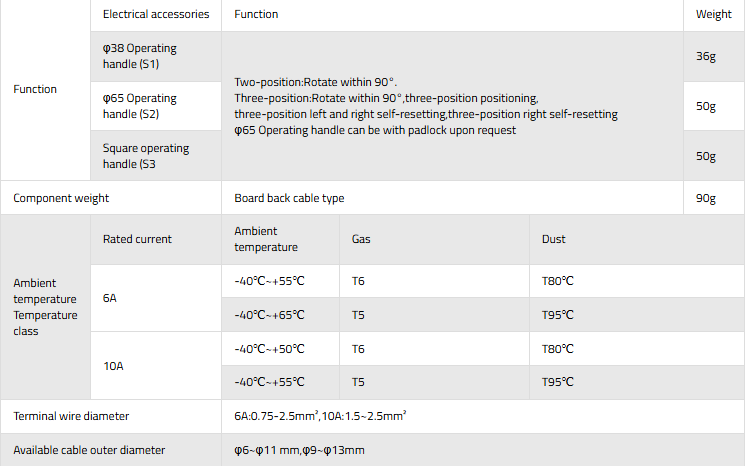 Electrical accessories Function Weight
Function
φ38 Operating
handle (S1)
36g
φ65 Operating
handle (S2)
50g
Square operating
handle (S3
50g
Two-position:Rotate within 90°.
Three-position:Rotate within 90°,three-position positioning,
three-position left and right self-resetting,three-position right self-resetting
φ65 Operating handle can be with padlock upon request
Component weight Board back cable type 90g
Ambient
temperature
Temperature
class
Rated current
Ambient
temperature
Gas Dust
6A
-40℃~+55℃ T6 T80℃
-40℃~+65℃ T5 T95℃
10A
-40℃~+50℃ T6 T80℃
-40℃~+55℃ T5 T95℃
Terminal wire diameter 6A:0.75-2.5mm²,10A:1.5~2.5mm²
Available cable outer diameter φ6~φ11 mm,φ9~φ13mm